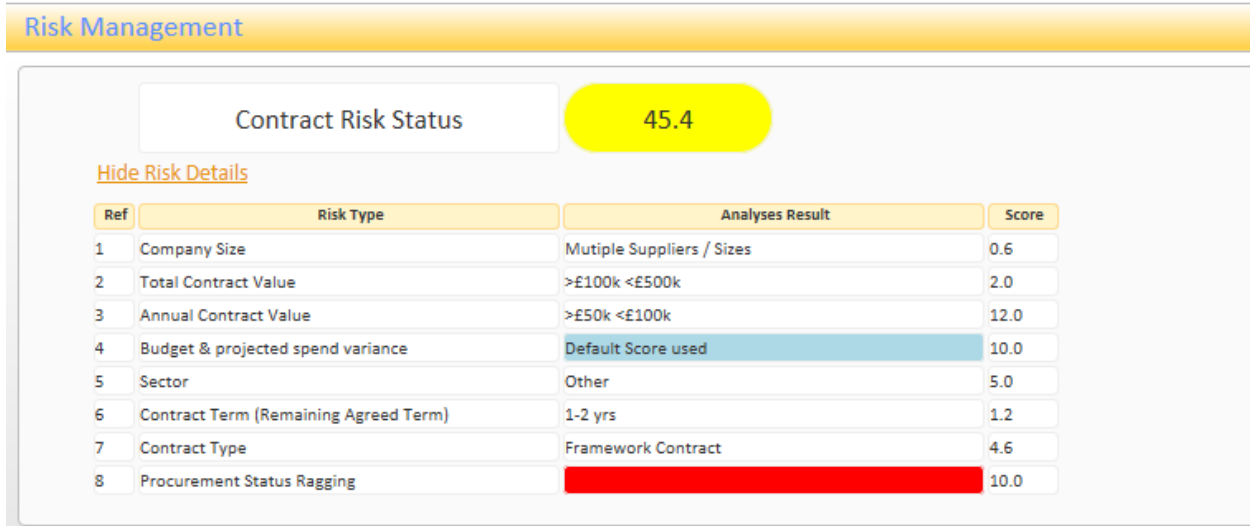 Risk Management
Contract Risk Status 45.4
Hide Risk Details
Ref Risk Type Analyses Result Score
1 Company Size Mutiple Suppliers / Sizes 0.6
2 Total Contract Value >£100k <£500k 2.0
3 Annual Contract Value >£50k <£100k 12.0
4 Budget & projected spend variance Default Score used 10.0
5 Sector Other 5.0
6 Contract Term (Remaining Agreed Term) 1-2 yrs 1.2
7 Contract Type Framework Contract 4.6
8 Procurement Status Ragging 10.0